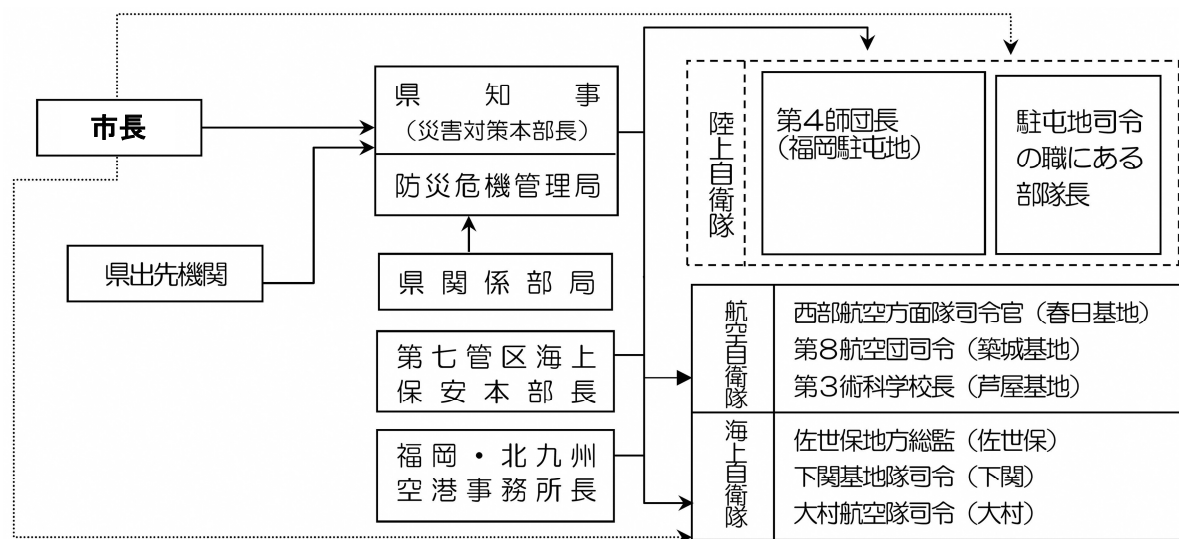 市長
県出先機関
県知事
（災害対策本部長）
防災危機管理局
県関係部局
第七管区海上
保安本部長
福岡・北九州
空港事務所長
陸上自衛隊
第４師団長
（福岡駐屯地）
駐屯地司令
の職にある
部隊長
航空自衛隊
西部航空方面隊司令官（春日基地）
第８航空団司令（築城基地）
第３術科学校長（芦屋基地）
海上自衛隊
佐世保地方総監（佐世保）
下関基地隊司令（下関）
大村航空隊司令（大村）